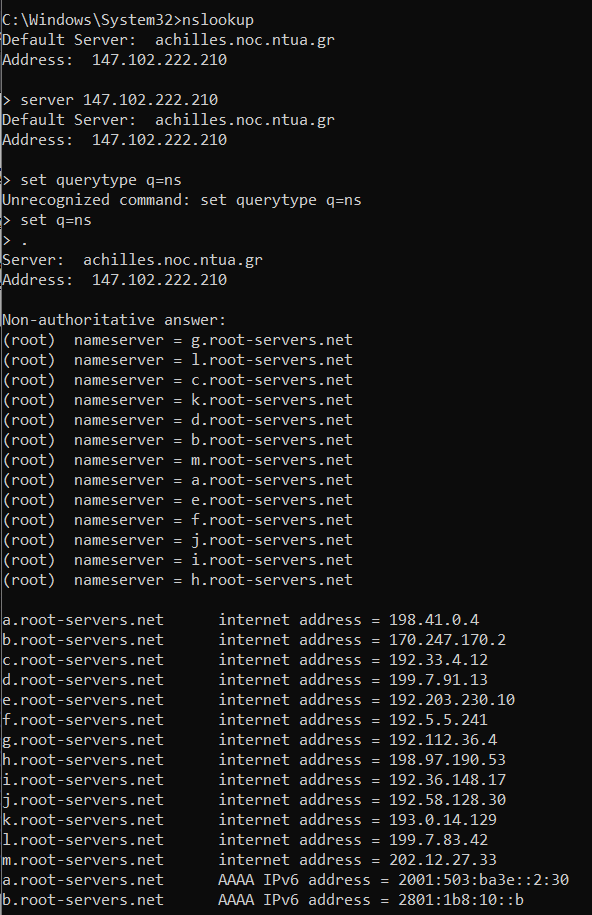 C:\Windows\System32>nslookup
Default Server:  achilles.noc.ntua.gr
Address:  147.102.222.210

> server 147.102.222.210
Default Server:  achilles.noc.ntua.gr
Address:  147.102.222.210

> set querytype q=ns
Unrecognized command: set querytype q=ns
> set q=ns
> .
Server:  achilles.noc.ntua.gr
Address:  147.102.222.210

Non-authoritative answer:
(root)  nameserver = g.root-servers.net
(root)  nameserver = l.root-servers.net
(root)  nameserver = c.root-servers.net
(root)  nameserver = k.root-servers.net
(root)  nameserver = d.root-servers.net
(root)  nameserver = b.root-servers.net
(root)  nameserver = m.root-servers.net
(root)  nameserver = a.root-servers.net
(root)  nameserver = e.root-servers.net
(root)  nameserver = f.root-servers.net
(root)  nameserver = j.root-servers.net
(root)  nameserver = i.root-servers.net
(root)  nameserver = h.root-servers.net

a.root-servers.net      internet address = 198.41.0.4
b.root-servers.net      internet address = 170.247.170.2
c.root-servers.net      internet address = 192.33.4.12
d.root-servers.net      internet address = 199.7.91.13
e.root-servers.net      internet address = 192.203.230.10
f.root-servers.net      internet address = 192.5.5.241
g.root-servers.net      internet address = 192.112.36.4
h.root-servers.net      internet address = 198.97.190.53
i.root-servers.net      internet address = 192.36.148.17
j.root-servers.net      internet address = 192.58.128.30
k.root-servers.net      internet address = 193.0.14.129
l.root-servers.net      internet address = 199.7.83.42
m.root-servers.net      internet address = 202.12.27.33
a.root-servers.net      AAAA IPv6 address = 2001:503:ba3e::2:30
b.root-servers.net      AAAA IPv6 address = 2801:1b8:10::b